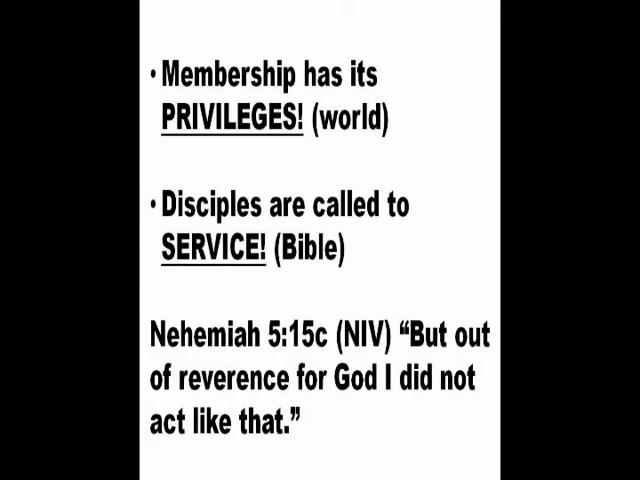 • Membership has its
PRIVILEGES! (world)
• Disciples are called to
SERVICE! (Bible)
Nehemiah 5:15c (NIV) “But out
of reverence for God I did not
act like that.”